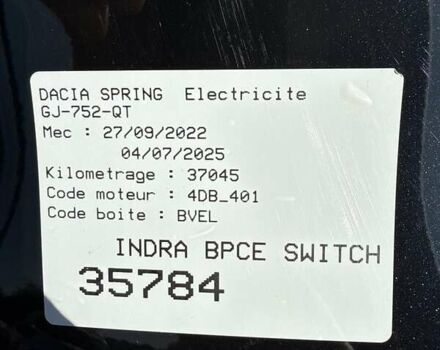 DACIA SPRING Electricite
GJ-752-QT
Mec : 27/09/2022
04/07/2025
Kilometrage : 37045
Code moteur : 4DB_401
Code boite : BVEL
INDRA BPCE SWITCH
35784